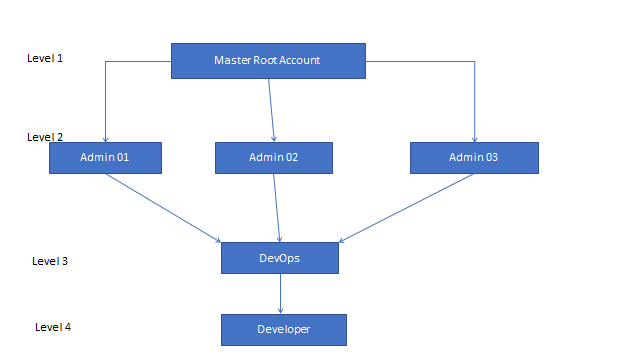 Level 1
Master Root Account
Level 2
Admin 01
Admin 02
Admin 03
DevOps
Level 3
Level 4
Developer